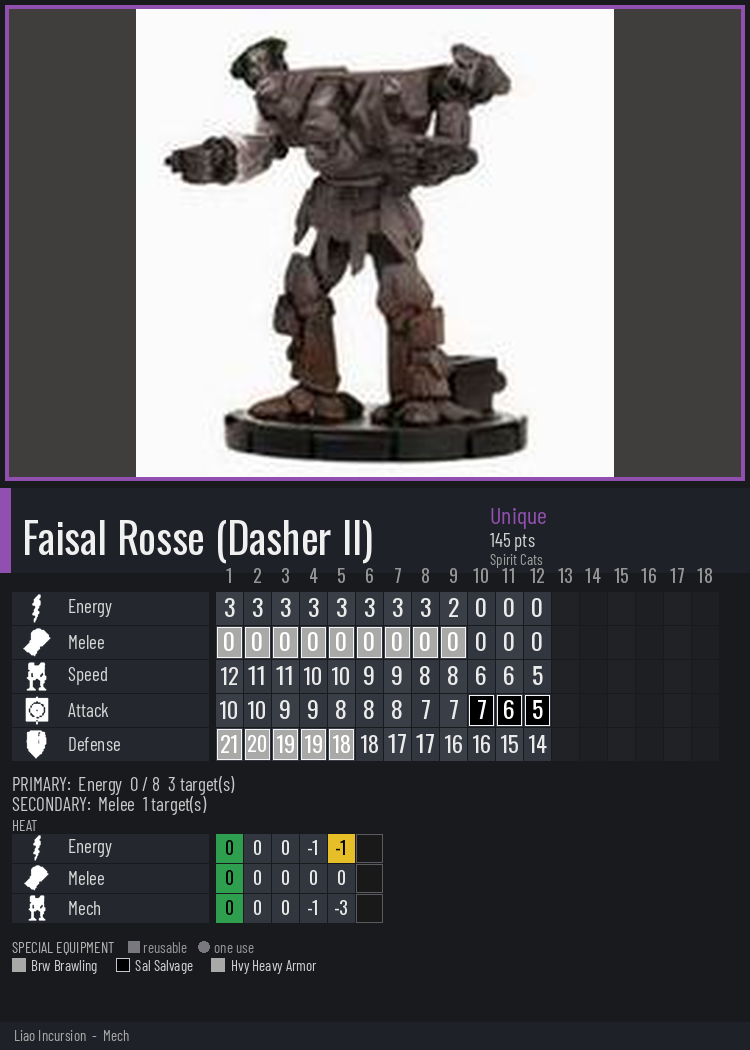 Faisal Rosse (Dasher II)
Unique
145 pts
Spirit Cats
1 2 3 4 5 6 7 8 9 10 11 12 13 14 15 16 17 18
Energy 3 3 3 3 3 3 3 3 2 0 0 0
Melee 0 0 0 0 0 0 0 0 0 0 0 0
Speed 12 11 11 10 10 9 9 8 8 6 6 5
Attack 10 10 9 9 8 8 8 7 7 7 6 5
Defense 21 20 19 19 18 18 17 17 16 16 15 14
PRIMARY: Energy 0 / 8 3 target(s)
SECONDARY: Melee 1 target(s)
HEAT
Energy 0 0 0 -1 -1
Melee 0 0 0 0 0
Mech 0 0 0 -1 -3
SPECIAL EQUIPMENT reusable one use
Brw Brawling Sal Salvage Hvy Heavy Armor
Liao Incursion - Mech